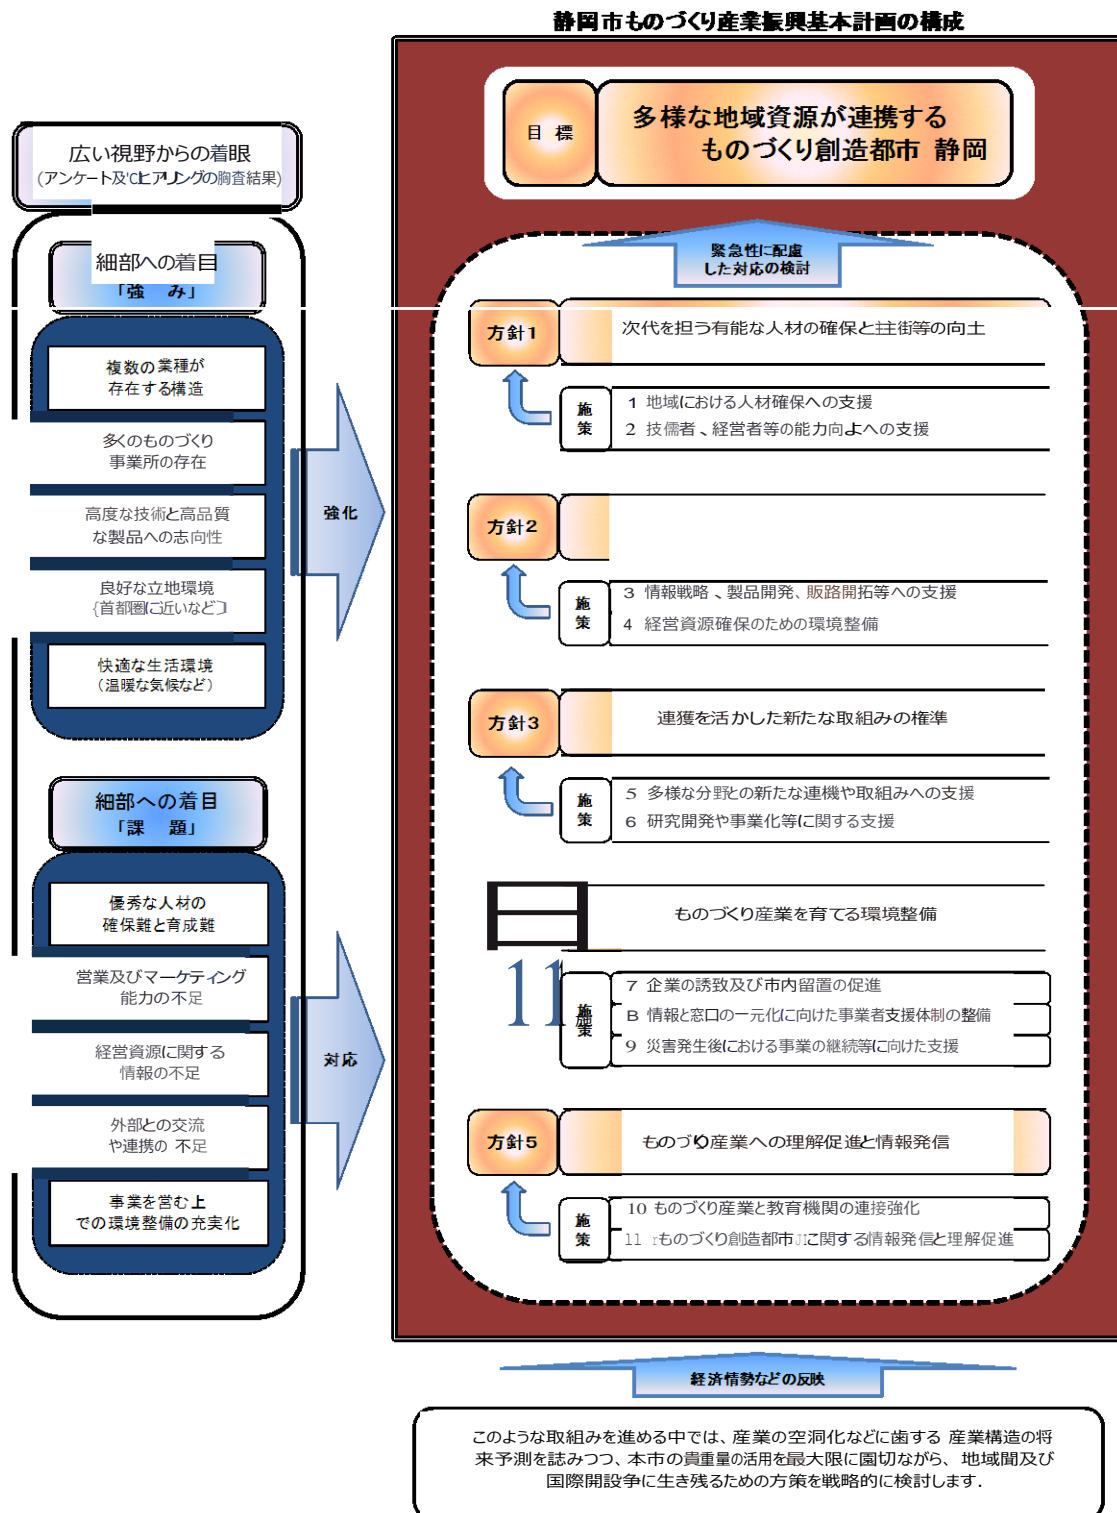 静岡市ものづくり産業振興基本計画の構成
目 標
多様な地域資源が連携する
ものづくり創造都市 静岡
広い視野からの着眼
(アンケート及'Cヒアリングの胸査結果)
細部への着目
「強 み」
複数の業種が
存在する構造
多くのものづくり
事業所の存在
高度な技術と高品質
な製品への志向性
良好な立地環境
{首都圏に近いなど}
快適な生活環境
(温暖な気候など)
強化
細部への着目
「課 題」
優秀な人材の
確保難と育成難
営業及びマーケティング
能力の不足
経営資源に関する
情報の不足
外部との交流
や連携の 不足
事業を営む上
での環境整備の充実化
対応
緊急性に配慮
した対応の検討
方針1
次代を担う有能な人材の確保と主街等の向土
施
策
1 地域における人材確保への支援
2 技儒者、経営者等の能力向よへの支援
方針2
施
策
3 情報戦略、製品開発、販路開拓等への支援
4 経営資源確保のための環境整備
方針3
連獲を活かした新たな取組みの権準
施
策
5 多様な分野との新たな連機や取組みへの支援
6 研究開発や事業化等に関する支援
ものづくり産業を育てる環境整備
11
施
策
7 企業の誘致及び市内留置の促進
B 情報と窓口の一元化に向けた事業者支援体制の整備
9 災害発生後における事業の継続等に向けた支援
方針5
ものづくり産業への理解促進と情報発信
施
策
10 ものづくり産業と教育機関の連接強化
11 rものづくり創造都市JIこ関する情報発信と理解促進
経済情勢などの反映
このような取組みを進める中では、産業の空洞化などに歯する 産業構造の将
来予測を誌みつつ、本市の貴重量の活用を最大限に園切ながら、地域聞及び
国際開設争に生き残るための方策を戦略的に検討します.